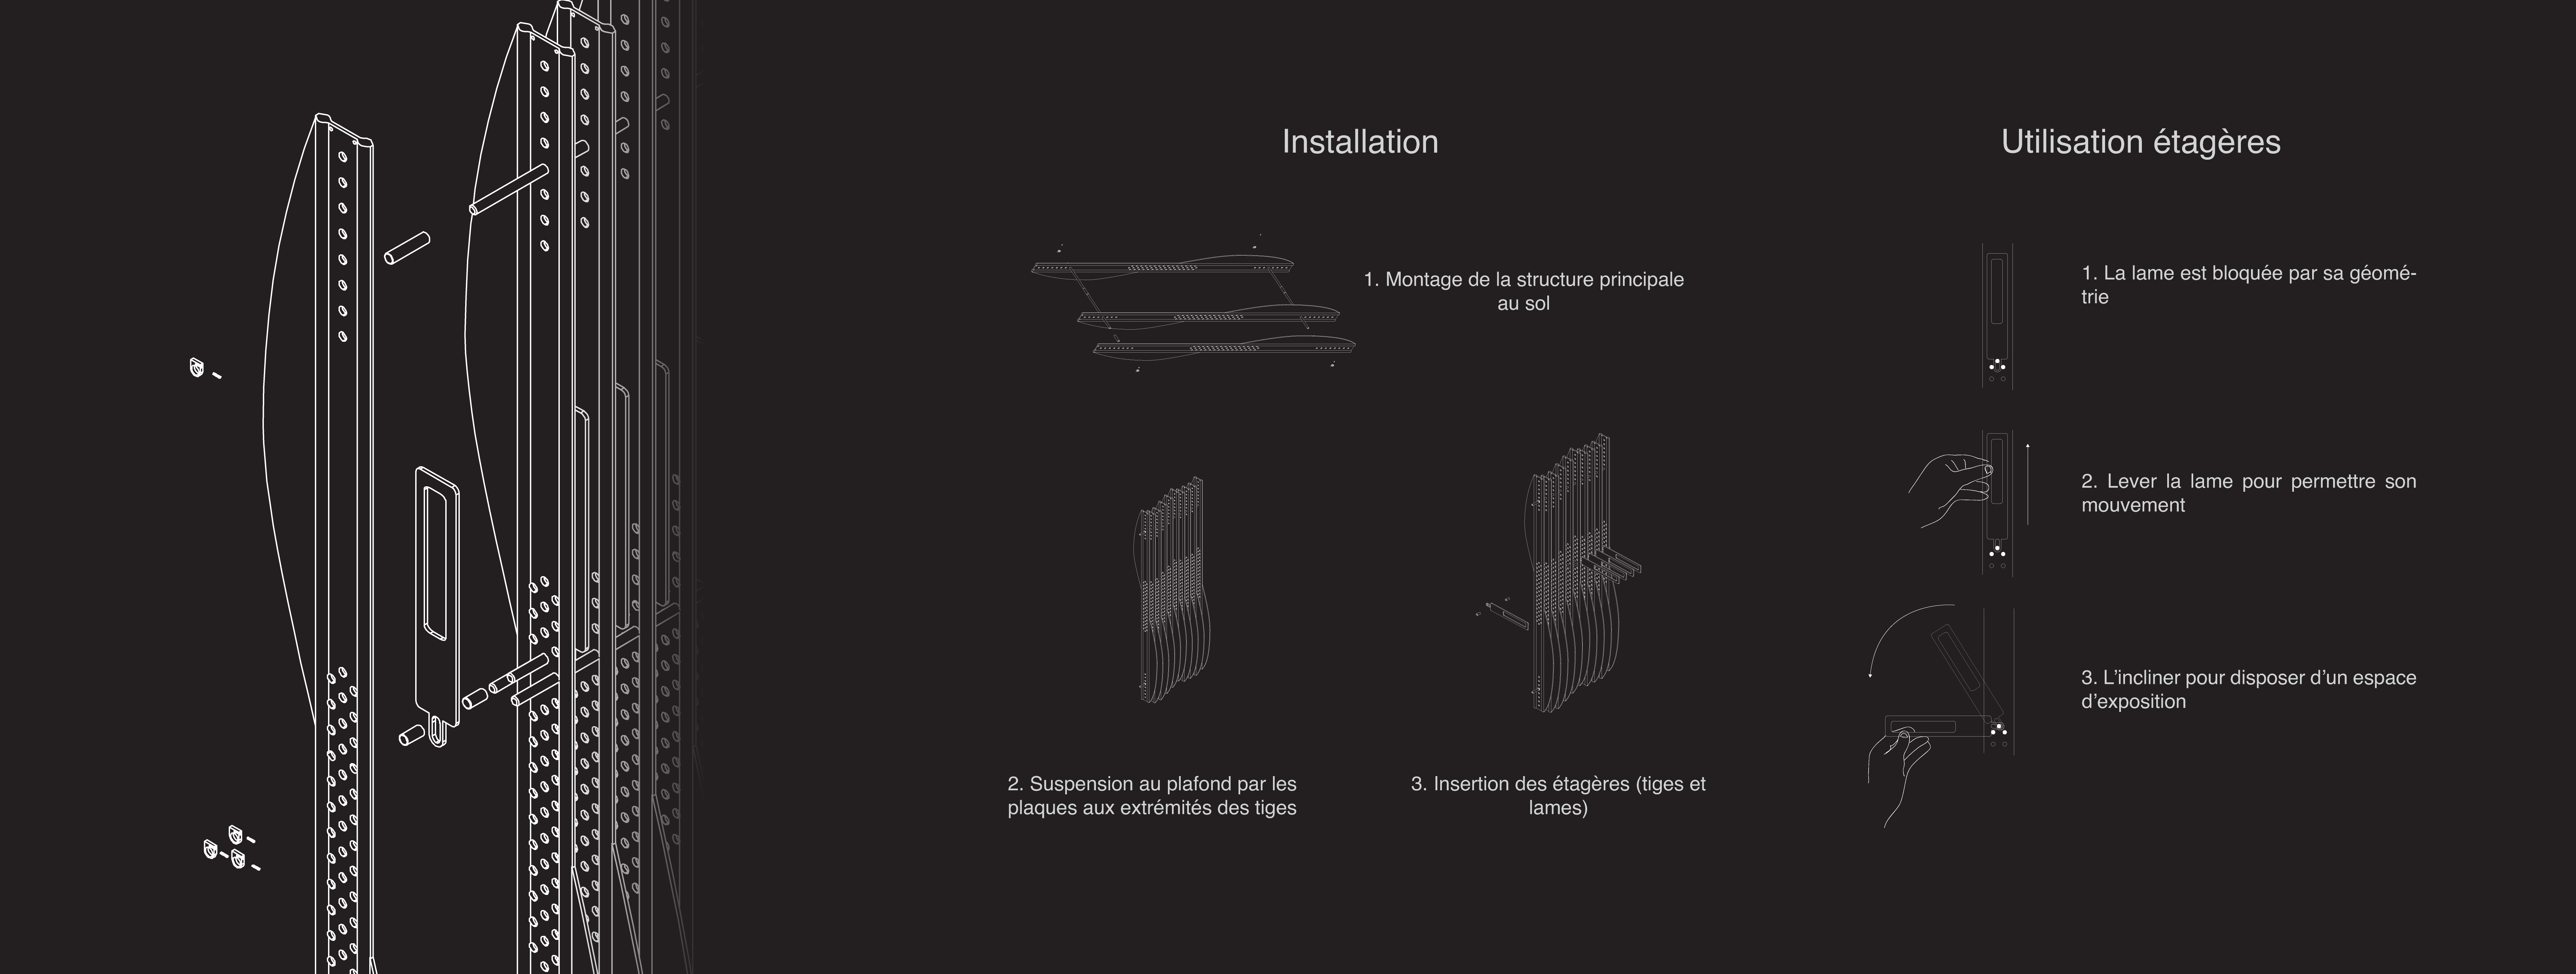 Installation
1. Montage de la structure principale
au sol
2. Suspension au plafond par les
plaques aux extrémités des tiges
3. Insertion des étagères (tiges et
lames)
Utilisation étagères
1. La lame est bloquée par sa géomé-
trie
2. Lever la lame pour permettre son
mouvement
3. L’incliner pour disposer d’un espace
d’exposition